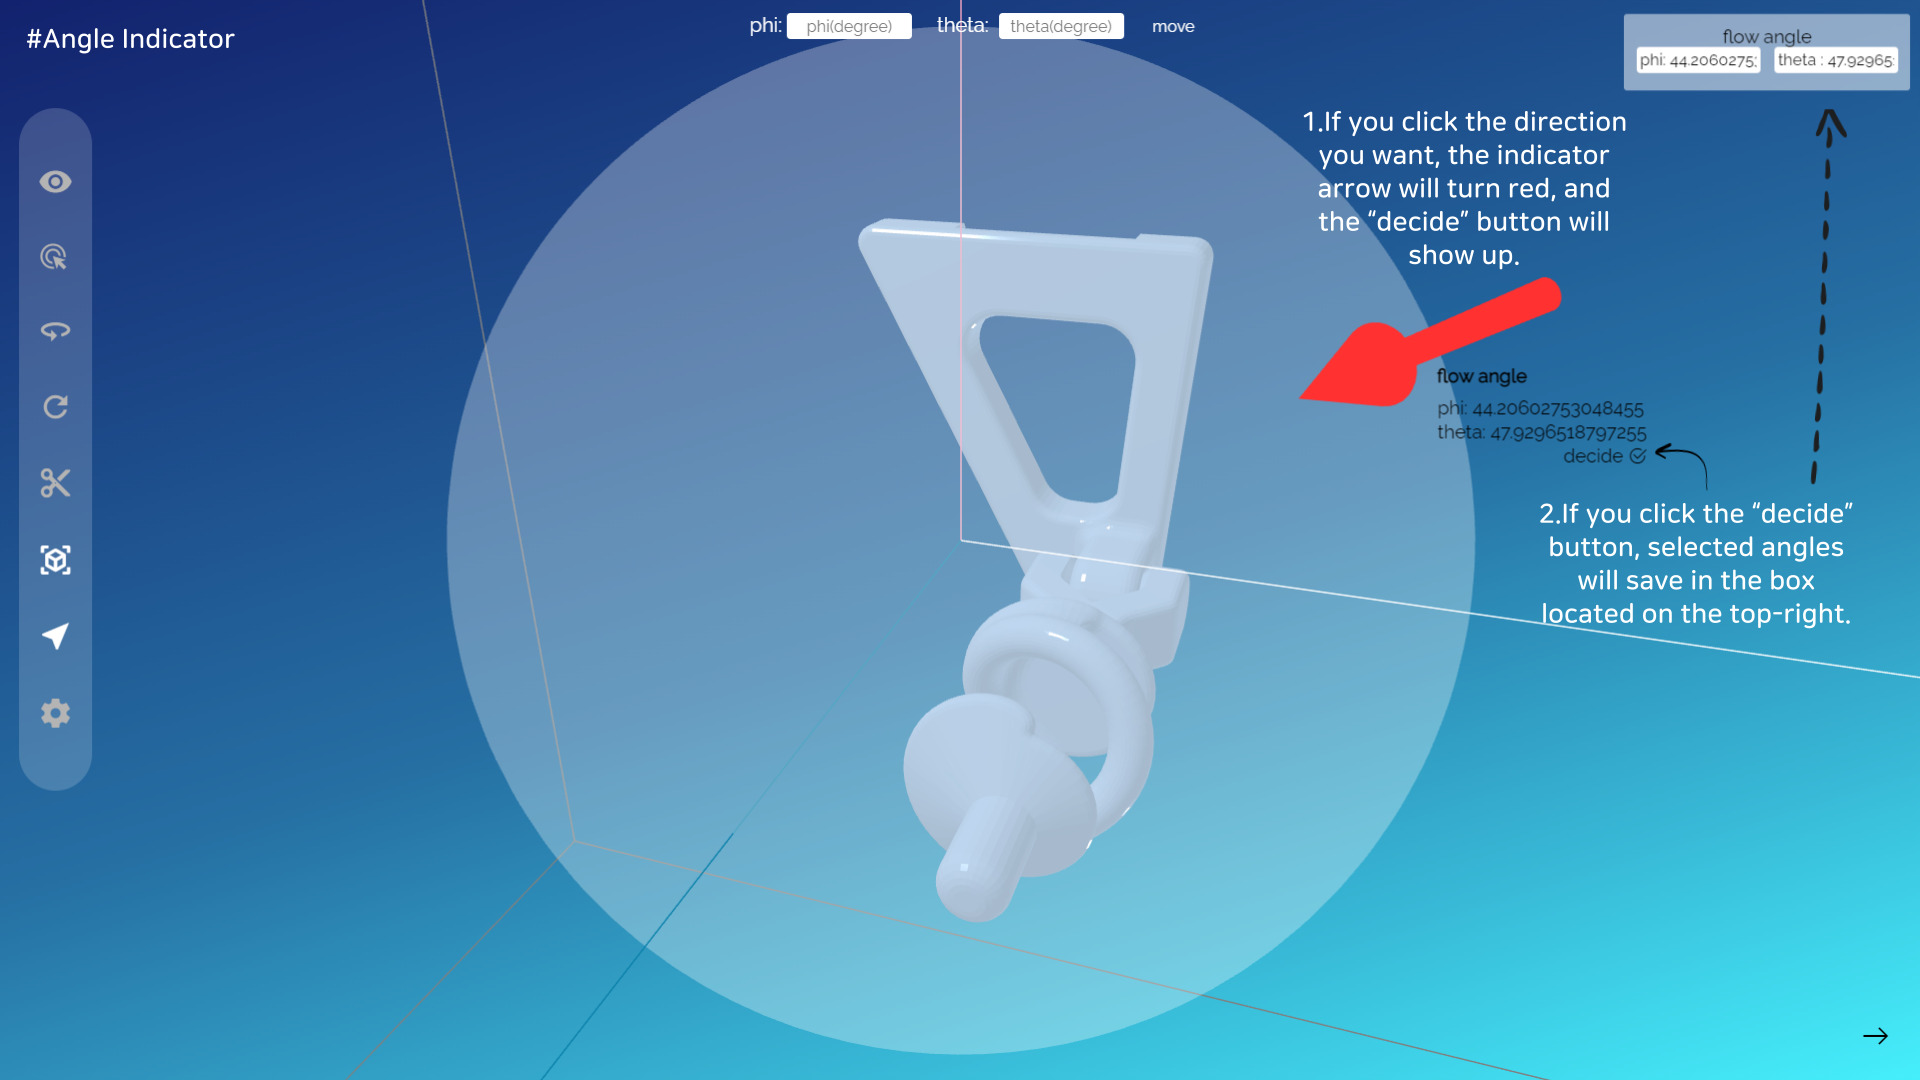 #Angle Indicator
phi: phi(degree) theta: theta(degree) move
flow angle
phi: 44.2060275; theta : 47.92965:
1.If you click the direction
you want, the indicator
arrow will turn red, and
the “decide” button will
show up.
flow angle
phi: 44.20602753048455
theta: 47.9296518797255
decide
2.If you click the “decide”
button, selected angles
will save in the box
located on the top-right.